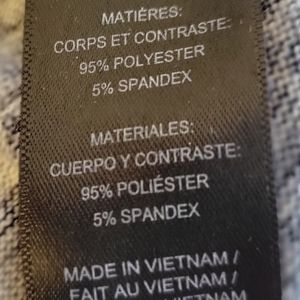 MATIÈRES:
CORPS ET CONTRASTE:
95% POLYESTER
5% SPANDEX
MATERIALES:
CUERPO Y CONTRASTE:
95% POLIÉSTER
5% SPANDEX
MADE IN VIETNAM /
FAIT AU VIETNAM /
VIETNAM